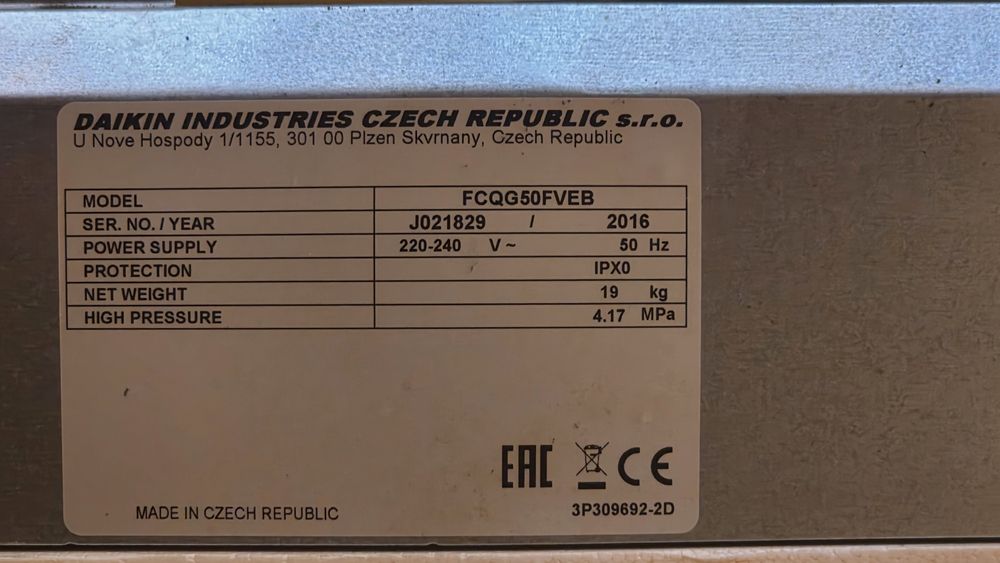 DAIKIN INDUSTRIES CZECH REPUBLIC s.r.o.
U Nove Hospody 1/1155, 301 00 Plzen Skvrnany, Czech Republic
MODEL FCQG50FVEB
SER. NO. / YEAR J021829 / 2016
POWER SUPPLY 220-240 V ~ 50 Hz
PROTECTION IPX0
NET WEIGHT 19 kg
HIGH PRESSURE 4.17 MPa
EAC CE
MADE IN CZECH REPUBLIC 3P309692-2D